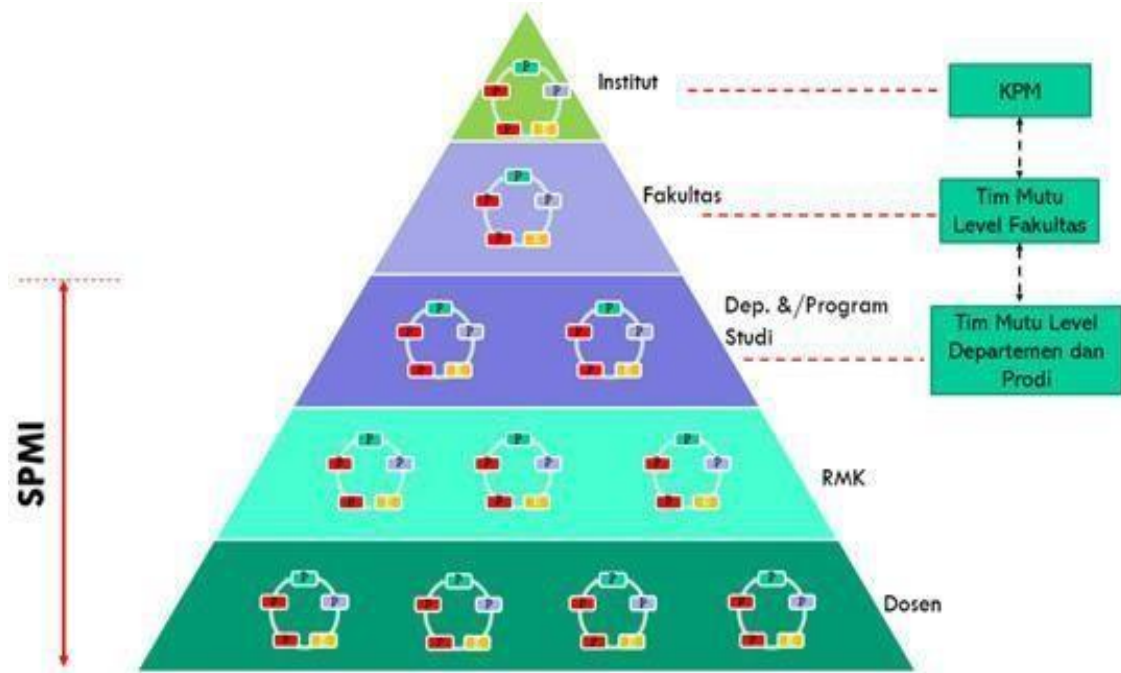 P
P
P
Institut
KPM
P
P
P
Fakultas
Tim Mutu
Level Fakultas
Dep. &/Program
Studi
Tim Mutu Level
Departemen dan
Prodi
P
P
P
P
P
P
SPMI
P
P
P
P
P
P
P
P
P
RMK
P
P
P
P
P
P
P
P
P
P
P
P
Dosen